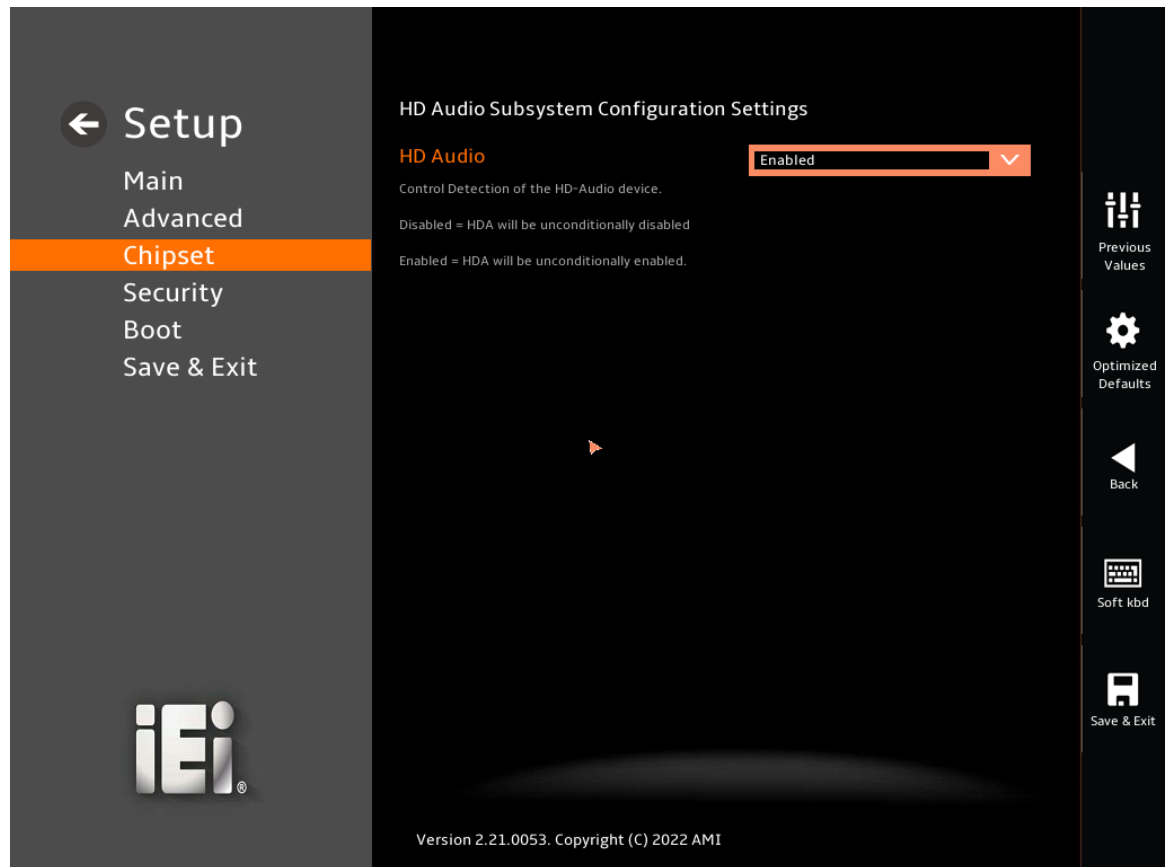 Setup
Main
Advanced
Chipset
Security
Boot
Save & Exit
iEi®
HD Audio Subsystem Configuration Settings
HD Audio
Enabled
Control Detection of the HD-Audio device.
Disabled = HDA will be unconditionally disabled
Enabled = HDA will be unconditionally enabled.
Version 2.21.0053. Copyright (C) 2022 AMI
Previous
Values
Optimized
Defaults
Back
Soft kbd
Save & Exit